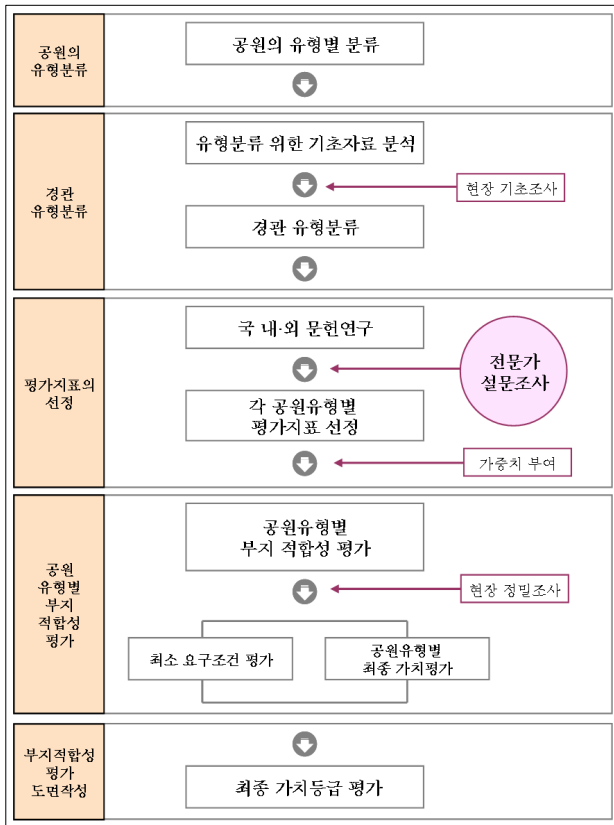 공원의
유형분류
공원의 유형별 분류
경관
유형분류
유형분류 위한 기초자료 분석
현장 기초조사
경관 유형분류
평가지표의
선정
국 내·외 문헌연구
전문가
설문조사
각 공원유형별
평가지표 선정
가중치 부여
공원
유형별
부지
적합성
평가
공원유형별
부지 적합성 평가
현장 정밀조사
최소 요구조건 평가
공원유형별
최종 가치평가
부지적합성
평가
도면작성
최종 가치등급 평가